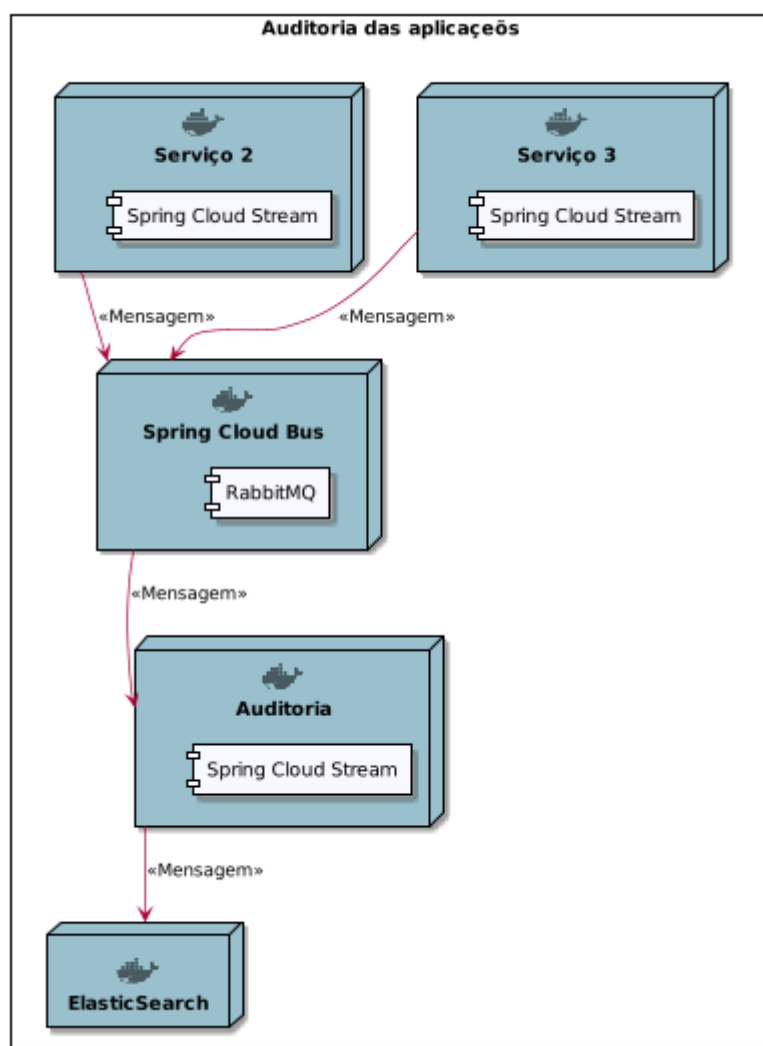 Auditoria das aplicaçeõs
Serviço 2
Serviço 3
Spring Cloud Stream
Spring Cloud Stream
«Mensagem»
«Mensagem»
Spring Cloud Bus
RabbitMQ
«Mensagem»
Auditoria
Spring Cloud Stream
«Mensagem»
ElasticSearch